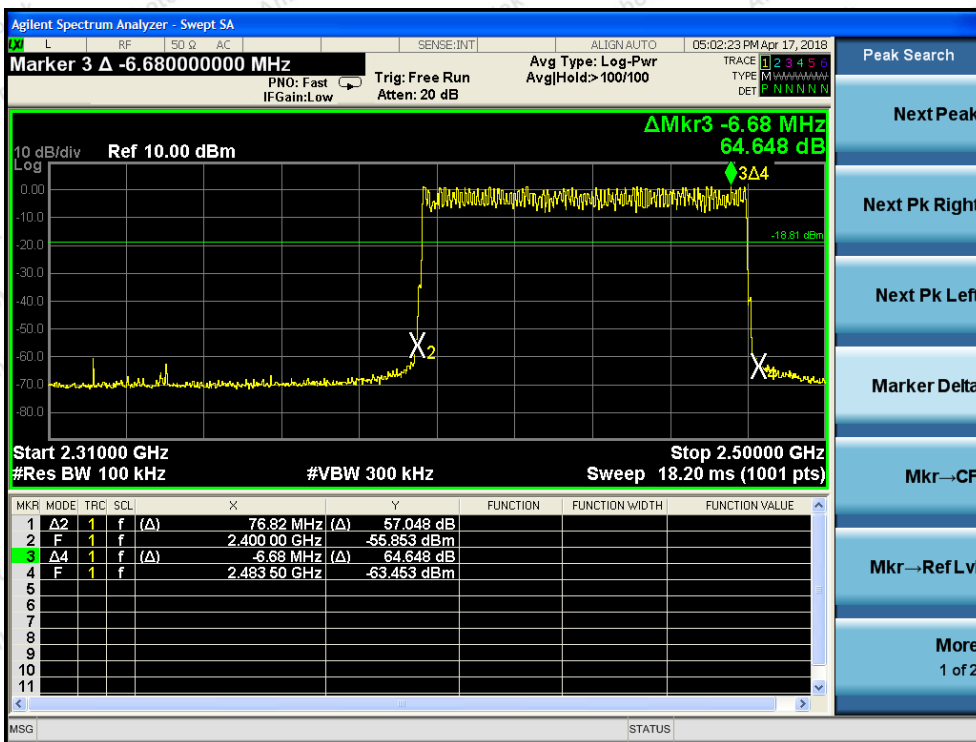 Agilent Spectrum Analyzer - Swept SA
LXI L RF 50 Ω AC SENSE:INT ALIGN AUTO 05:02:23 PM Apr 17, 2018
Marker 3 Δ -6.680000000 MHz
PNO: Fast
IFGain:Low
Trig: Free Run
Atten: 20 dB
Avg Type: Log-Pwr
Avg|Hold:>100/100
TRACE 1 2 3 4 5 6
TYPE M
DET P N N N N N
ΔMkr3 -6.68 MHz
64.648 dB
10 dB/div Ref 10.00 dBm
Log
3Δ4
0.00
-10.0
-18.81 dBm
-20.0
-30.0
-40.0
-50.0
2
-60.0
4
-70.0
-80.0
Start 2.31000 GHz Stop 2.50000 GHz
#Res BW 100 kHz #VBW 300 kHz Sweep 18.20 ms (1001 pts)
MKR MODE TRC SCL X Y FUNCTION FUNCTION WIDTH FUNCTION VALUE
1 Δ2 1 f (Δ) 76.82 MHz (Δ) 57.048 dB
2 F 1 f 2.400 00 GHz -55.853 dBm
3 Δ4 1 f (Δ) -6.68 MHz (Δ) 64.648 dB
4 F 1 f 2.483 50 GHz -63.453 dBm
5
6
7
8
9
10
11
MSG STATUS
Peak Search
Next Peak
Next Pk Right
Next Pk Left
Marker Delta
Mkr→CF
Mkr→Ref Lvl
More
1 of 2